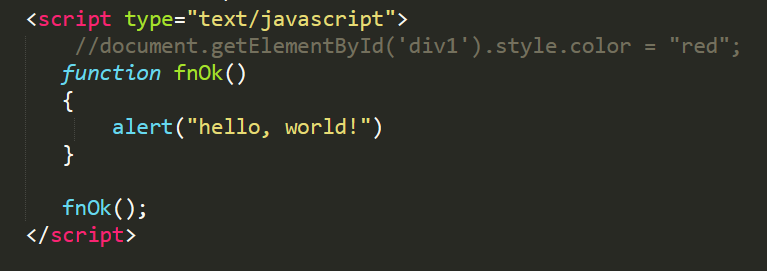 <script type="text/javascript">
//document.getElementById('div1').style.color = "red";
function fnOk()
{
alert("hello, world!")
}
fnOk();
</script>